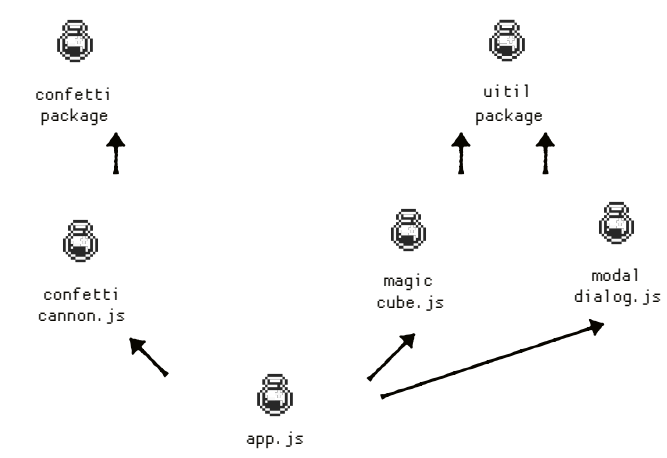 confetti
package
uitil
package
confetti
cannon.js
magic
cube.js
modal
dialog.js
app.js